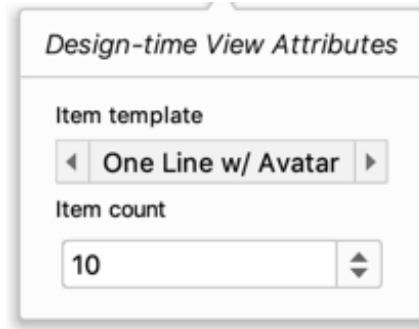 Design-time View Attributes
Item template
One Line w/ Avatar
Item count
10